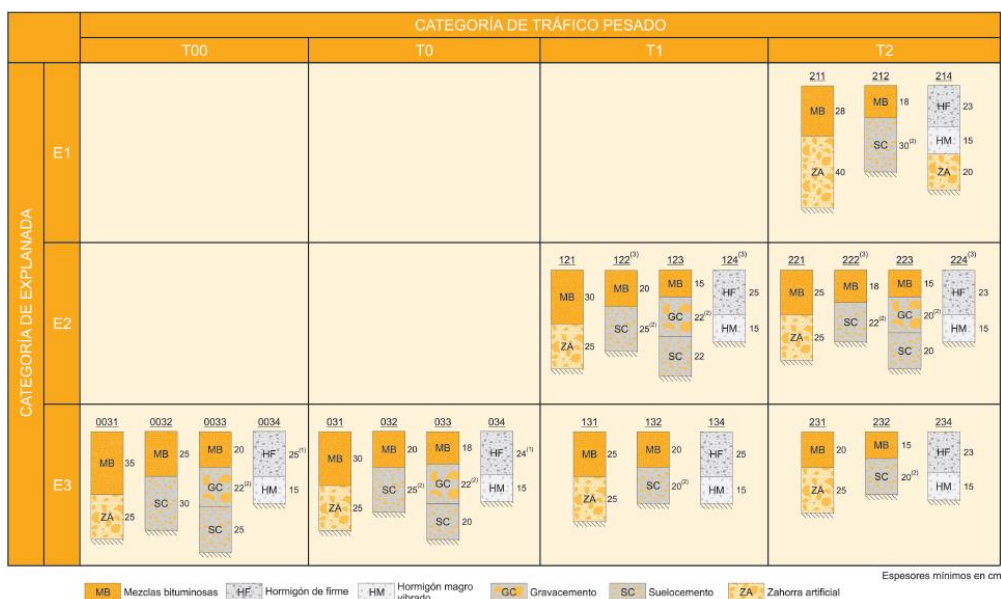 CATEGORÍA DE TRÁFICO PESADO
T00 T0 T1 T2
CATEGORÍA DE EXPLANADA
E1
211 212 214
MB 28 MB 18 HF 23
SC 30(2) HM 15
ZA 40 ZA 20
E2
121 122(3) 123 124(3) 221 222(3) 223 224(3)
MB 30 MB 20 MB 15 HF 25 MB 25 MB 18 MB 15 HF 23
ZA 25 SC 25(2) GC 22(2) HM 15 ZA 25 SC 22(2) GC 20(2) HM 15
SC 22 SC 20
E3
0031 0032 0033 0034 031 032 033 034 131 132 134 231 232 234
MB 35 MB 25 MB 20 HF 25(1) MB 30 MB 20 MB 18 HF 24(1) MB 25 MB 20 HF 25 MB 20 MB 15 HF 23
ZA 25 SC 30 GC 22(2) HM 15 ZA 25 SC 25(2) GC 22(2) HM 15 ZA 25 SC 20(2) HM 15 ZA 25 SC 20(2) HM 15
SC 25 SC 20
Espesores mínimos en cm
MB Mezclas bituminosas HF Hormigón de firme HM Hormigón magro vibrado GC Gravacemento SC Suelocemento ZA Zahorra artificial